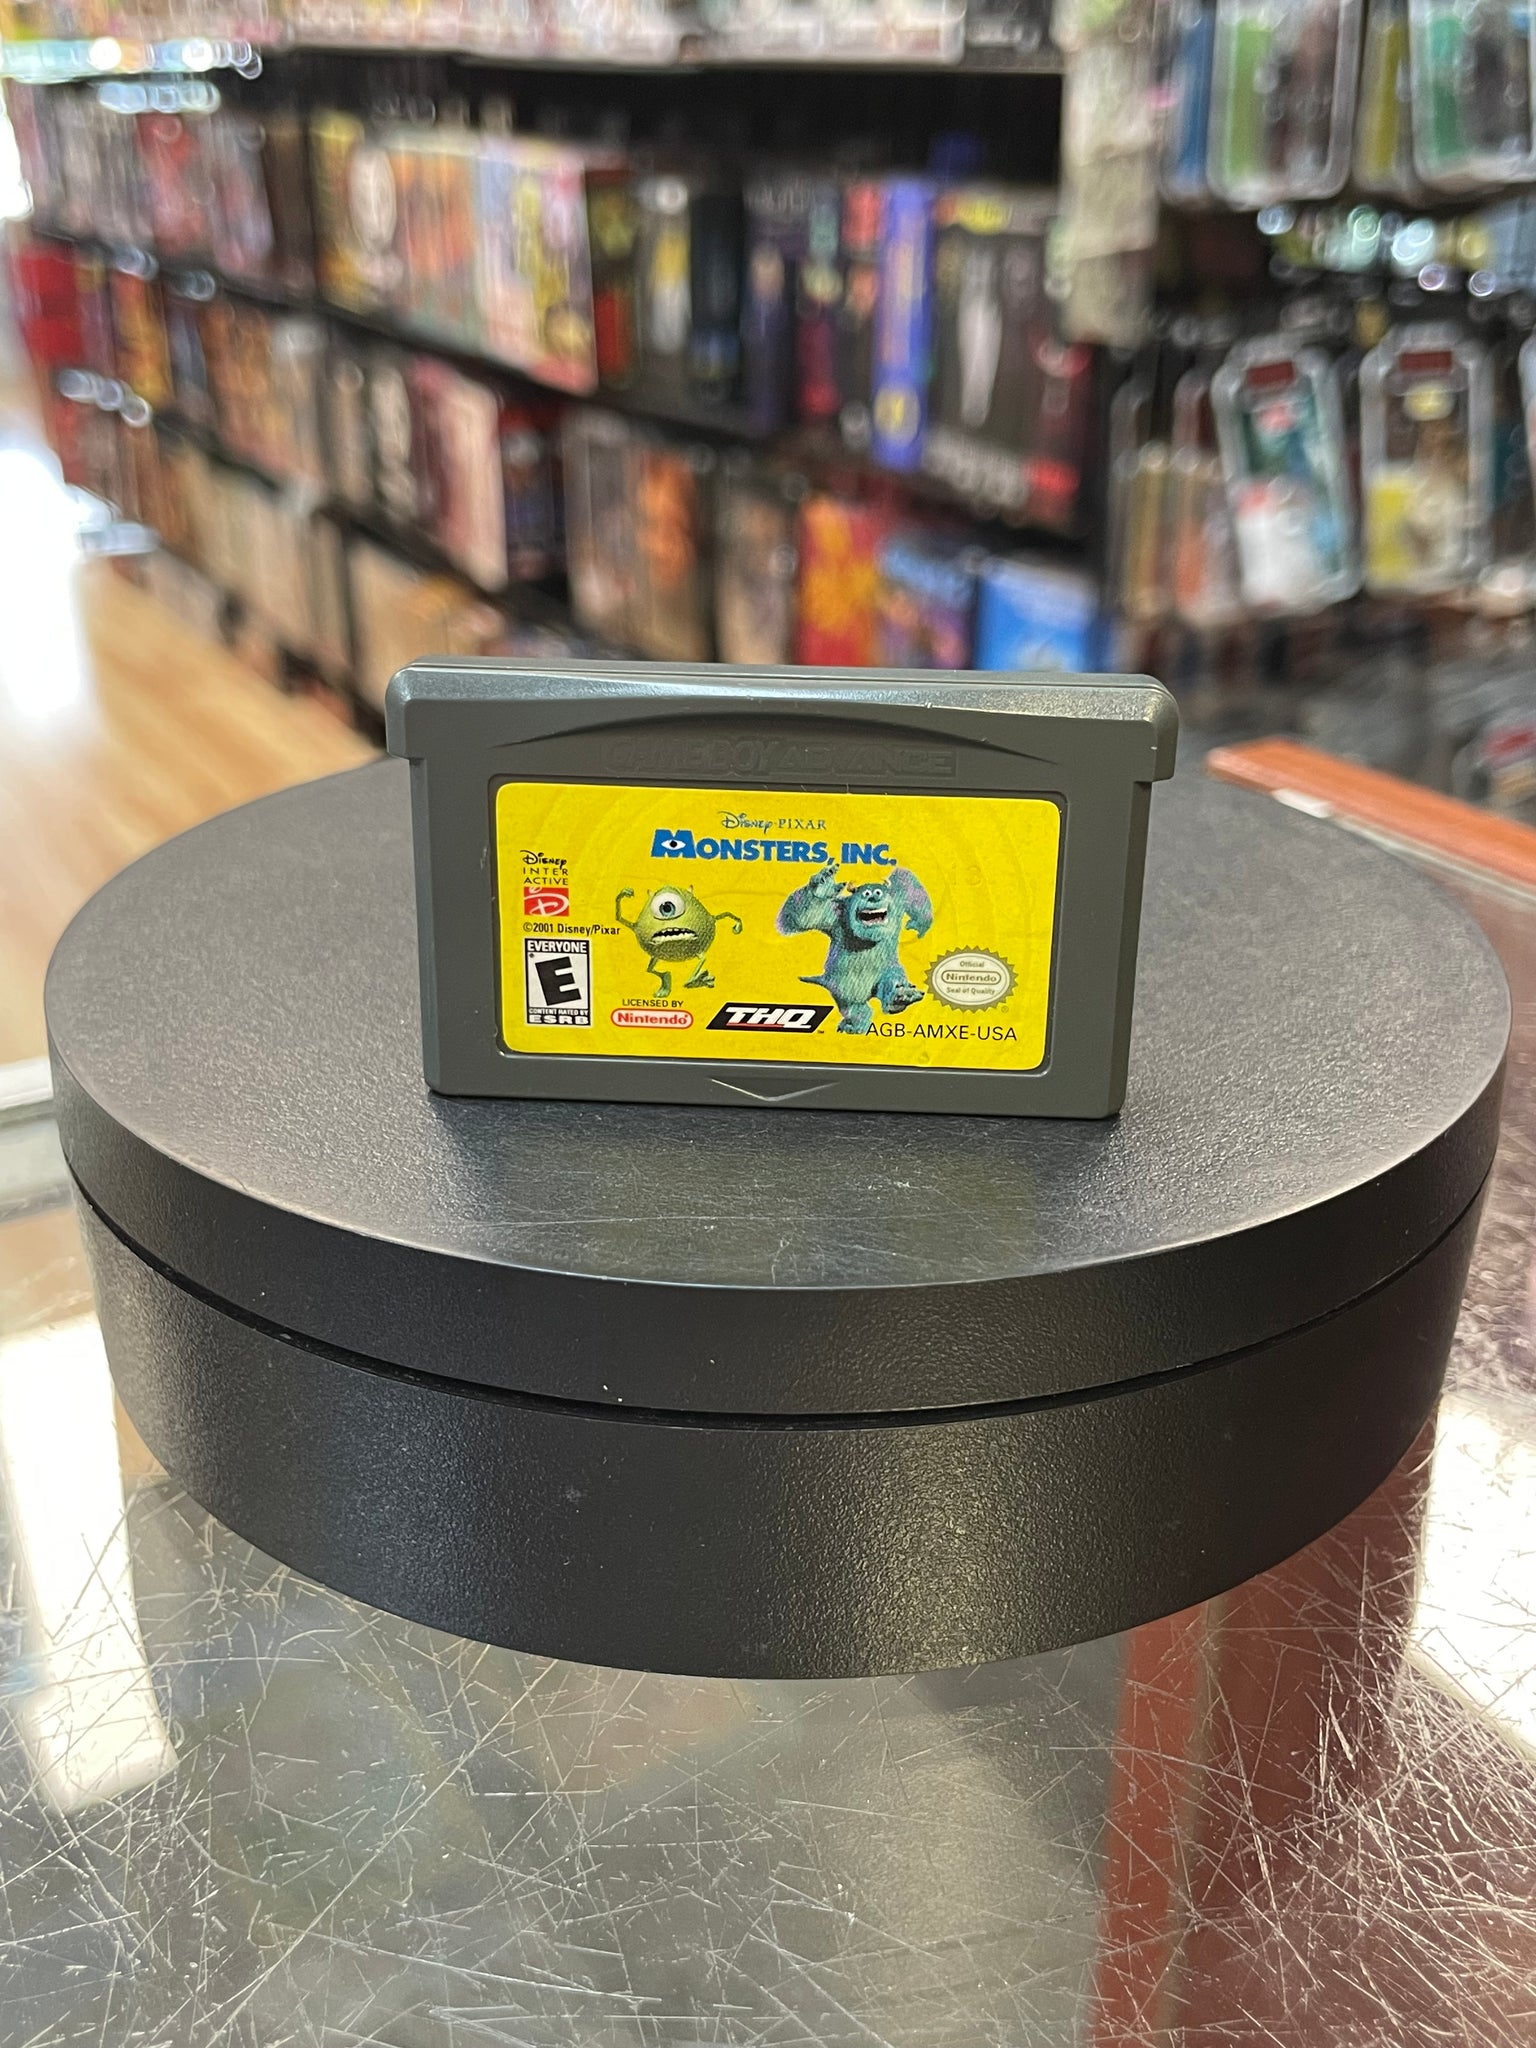 GAME BOY ADVANCE
Disney·PIXAR
MONSTERS, INC.
Disney
INTER
ACTIVE
D
©2001 Disney/Pixar
EVERYONE
E
CONTENT RATED BY
ESRB
LICENSED BY
Nintendo
THQ
™
Official
Nintendo
Seal of Quality
®
AGB-AMXE-USA